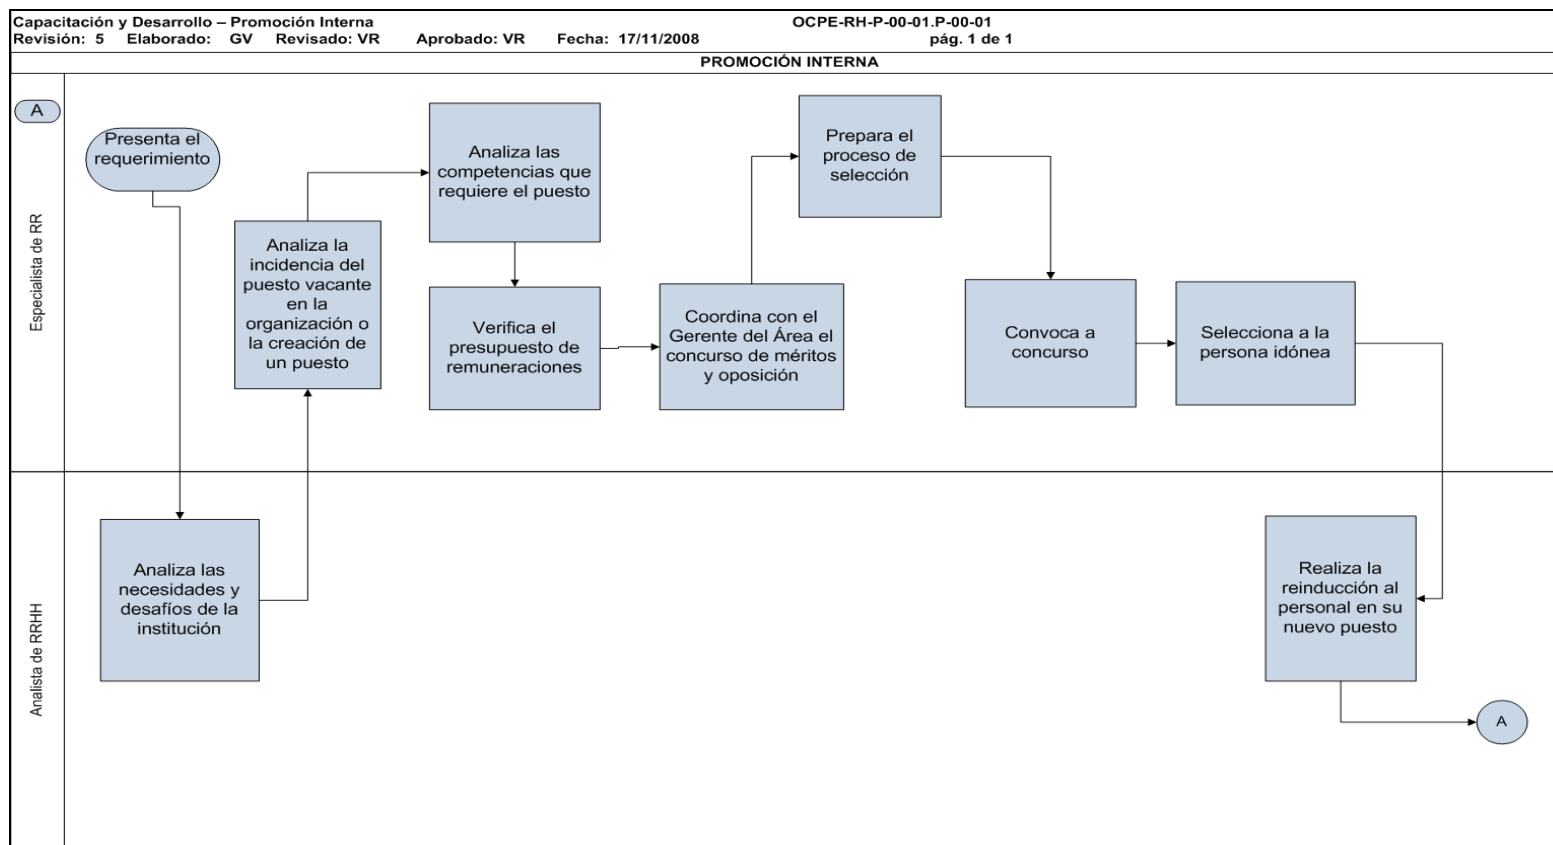 Capacitación y Desarrollo – Promoción Interna OCPE-RH-P-00-01.P-00-01
Revisión: 5 Elaborado: GV Revisado: VR Aprobado: VR Fecha: 17/11/2008 pág. 1 de 1
PROMOCIÓN INTERNA
A
Especialista de RR
Presenta el
requerimiento
Analiza la
incidencia del
puesto vacante
en la
organización o
la creación de
un puesto
Analiza las
competencias que
requiere el puesto
Verifica el
presupuesto de
remuneraciones
Coordina con el
Gerente del Área el
concurso de méritos
y oposición
Prepara el
proceso de
selección
Convoca a
concurso
Selecciona a la
persona idónea
Analista de RRHH
Analiza las
necesidades y
desafíos de la
institución
Realiza la
reinducción al
personal en su
nuevo puesto
A